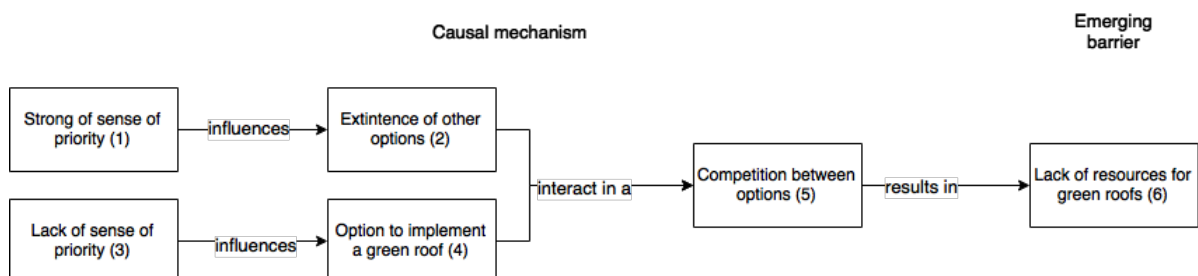 Causal mechanism
Emerging
barrier
Strong of sense of
priority (1)
influences
Extintence of other
options (2)
interact in a
Competition between
options (5)
results in
Lack of resources for
green roofs (6)
Lack of sense of
priority (3)
influences
Option to implement
a green roof (4)